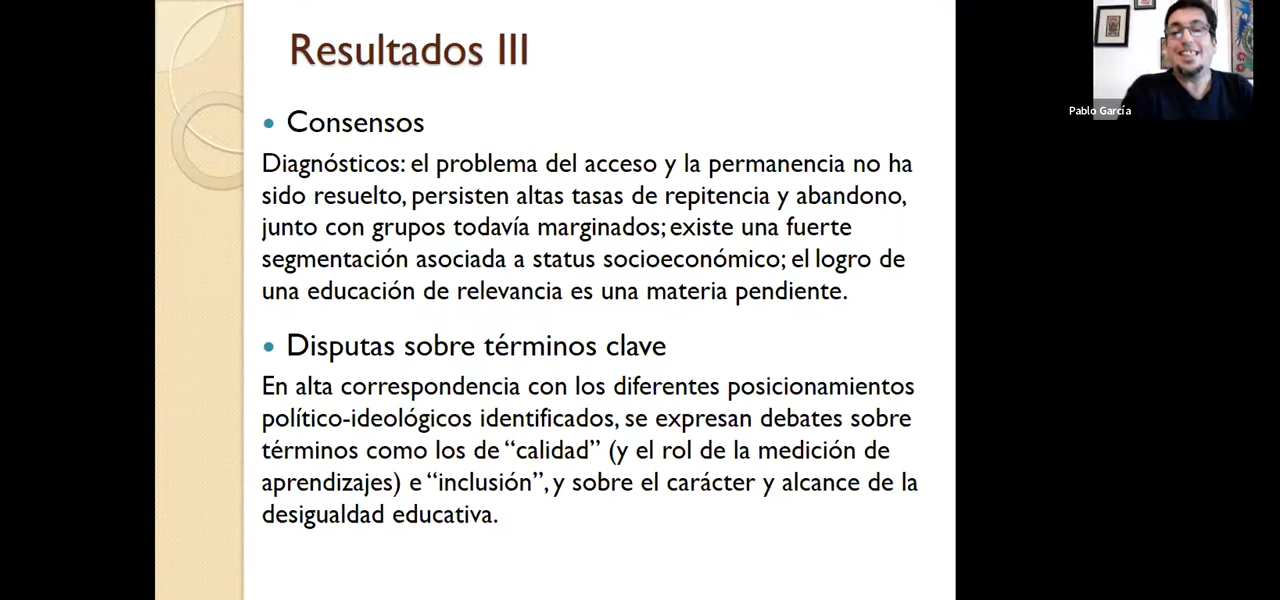 Resultados III
Consensos
Diagnósticos: el problema del acceso y la permanencia no ha
sido resuelto, persisten altas tasas de repitencia y abandono,
junto con grupos todavía marginados; existe una fuerte
segmentación asociada a status socioeconómico; el logro de
una educación de relevancia es una materia pendiente.
Disputas sobre términos clave
En alta correspondencia con los diferentes posicionamientos
político-ideológicos identificados, se expresan debates sobre
términos como los de “calidad” (y el rol de la medición de
aprendizajes) e “inclusión”, y sobre el carácter y alcance de la
desigualdad educativa.
Pablo García